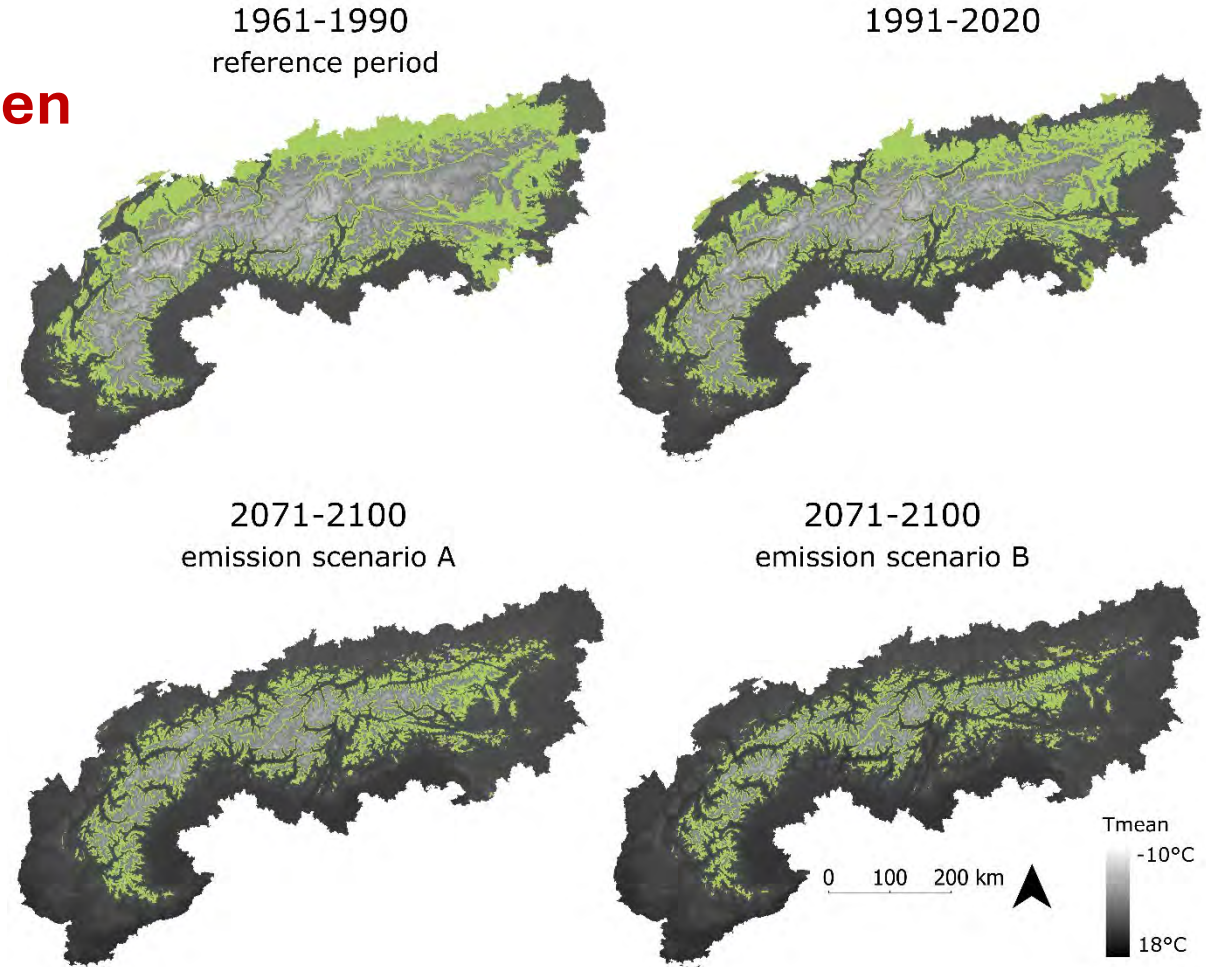 1961-1990
reference period
1991-2020
en
2071-2100
emission scenario A
2071-2100
emission scenario B
Tmean
-10°C
18°C
0 100 200 km